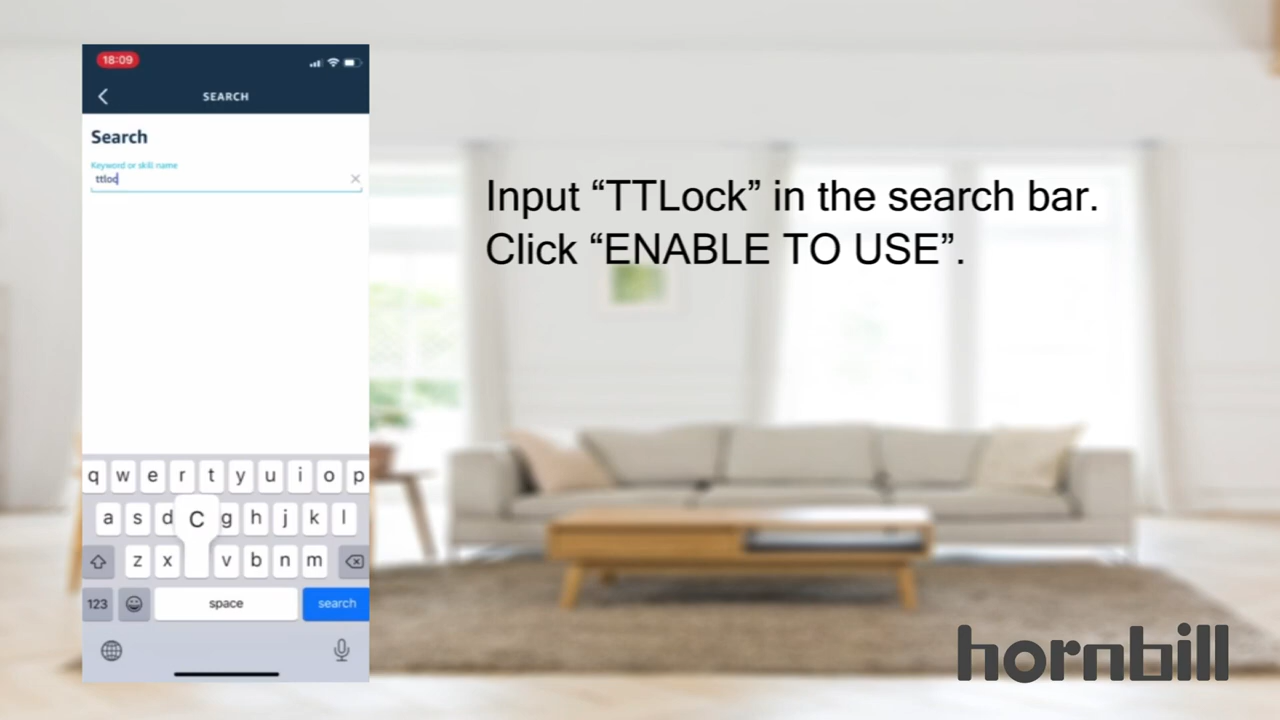 18:09
SEARCH
Search
Keyword or skill name
ttloc
Input “TTLock” in the search bar.
Click “ENABLE TO USE”.
q w e r t y u i o p
a s d C g h j k l
z x v b n m
123 space search
hornbill